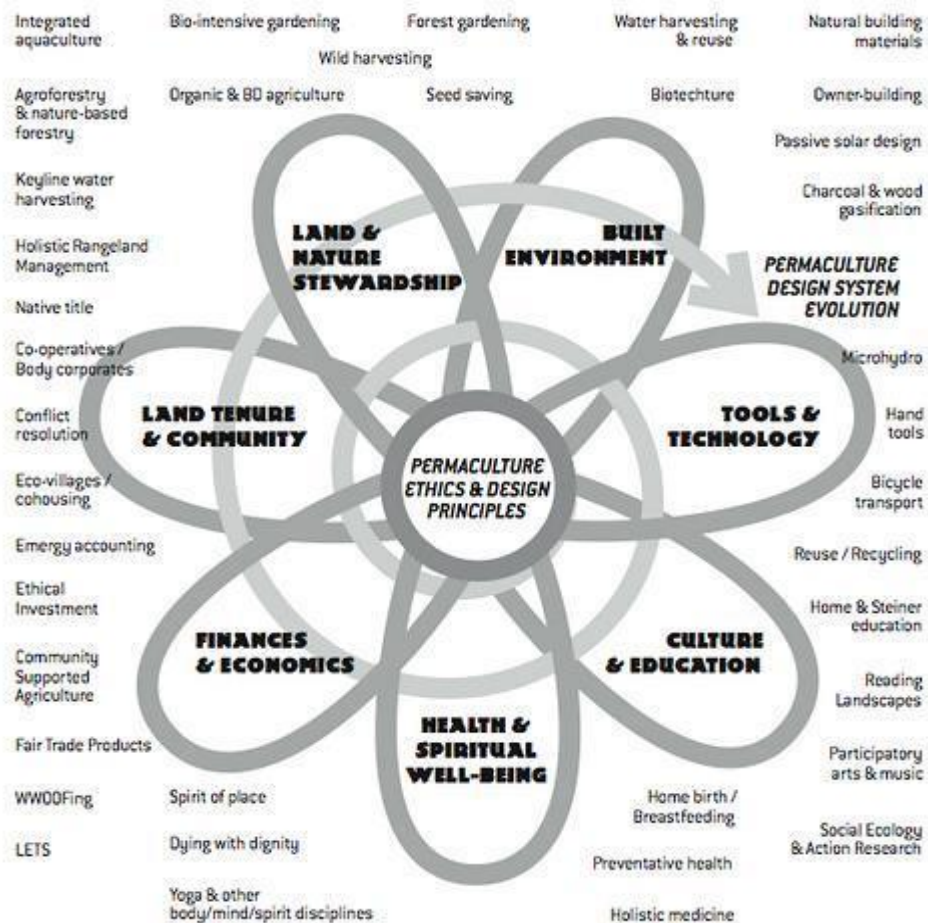 Integrated
aquaculture
Bio-intensive gardening
Forest gardening
Water harvesting
& reuse
Natural building
materials
Wild harvesting
Agroforestry
& nature-based
forestry
Organic & BD agriculture
Seed saving
Biotechture
Owner-building
Passive solar design
Keyline water
harvesting
Charcoal & wood
gasification
LAND &
NATURE
STEWARDSHIP
BUILT
ENVIRONMENT
Holistic Rangeland
Management
PERMACULTURE
DESIGN SYSTEM
EVOLUTION
Native title
Co-operatives /
Body corporates
Microhydro
Conflict
resolution
LAND TENURE
& COMMUNITY
TOOLS &
TECHNOLOGY
Hand
tools
PERMACULTURE
ETHICS & DESIGN
PRINCIPLES
Eco-villages /
cohousing
Bicycle
transport
Emergy accounting
Reuse / Recycling
Ethical
Investment
Home & Steiner
education
FINANCES
& ECONOMICS
CULTURE
& EDUCATION
Community
Supported
Agriculture
Reading
Landscapes
HEALTH &
SPIRITUAL
WELL-BEING
Fair Trade Products
Participatory
arts & music
WWOOFing
Spirit of place
Home birth /
Breastfeeding
LETS
Dying with dignity
Social Ecology
& Action Research
Preventative health
Yoga & other
body/mind/spirit disciplines
Holistic medicine